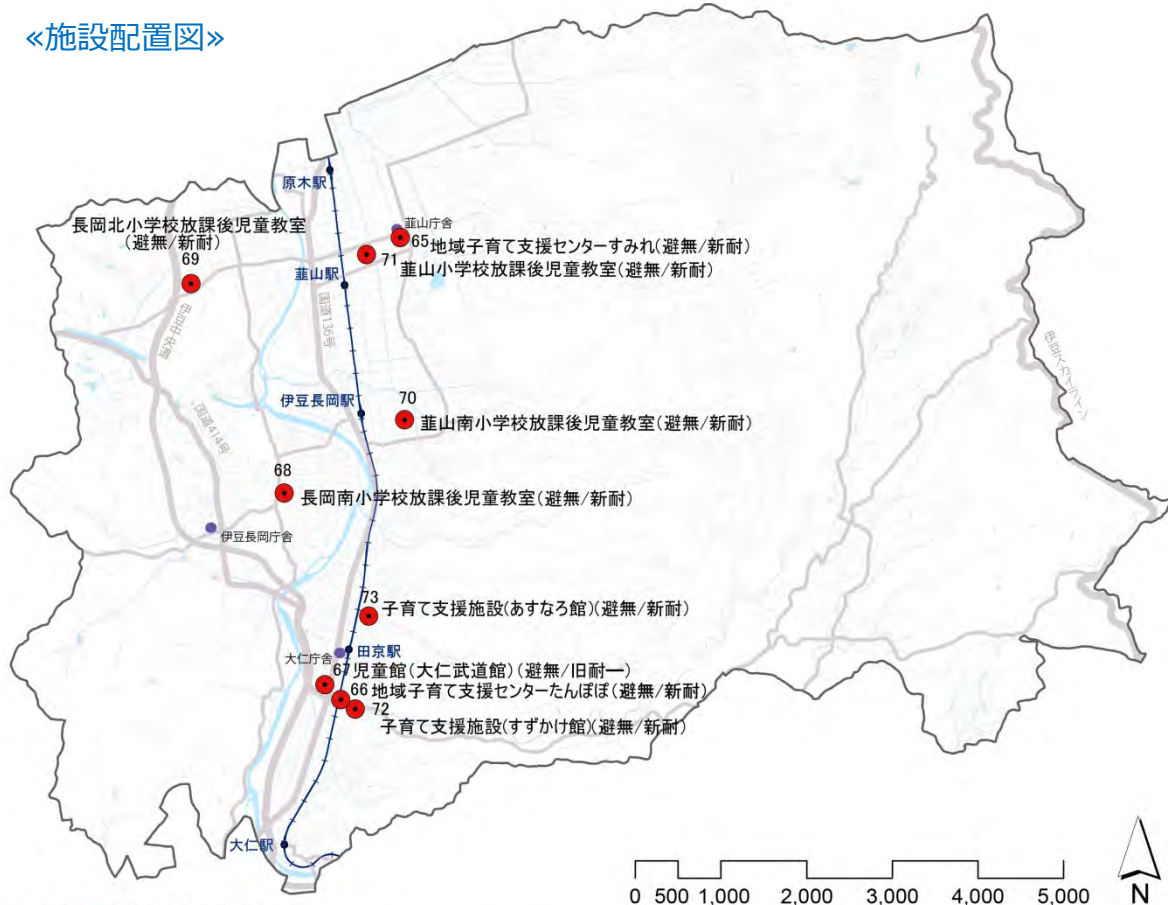 «施設配置図»
原木駅
長岡北小学校放課後児童教室
(避無/新耐)
69
韮山庁舎
65 地域子育て支援センターすみれ(避無/新耐)
71
韮山小学校放課後児童教室(避無/新耐)
韮山駅
国道136号
伊豆中央道
伊豆スカイライン
伊豆長岡駅
70
韮山南小学校放課後児童教室(避無/新耐)
国道414号
68
長岡南小学校放課後児童教室(避無/新耐)
伊豆長岡庁舎
73
子育て支援施設(あすなろ館)(避無/新耐)
田京駅
大仁庁舎
67 児童館(大仁武道館)(避無/旧耐一)
66 地域子育て支援センターたんぽぽ(避無/新耐)
72
子育て支援施設(すずかけ館)(避無/新耐)
大仁駅
0 500 1,000 2,000 3,000 4,000 5,000
N